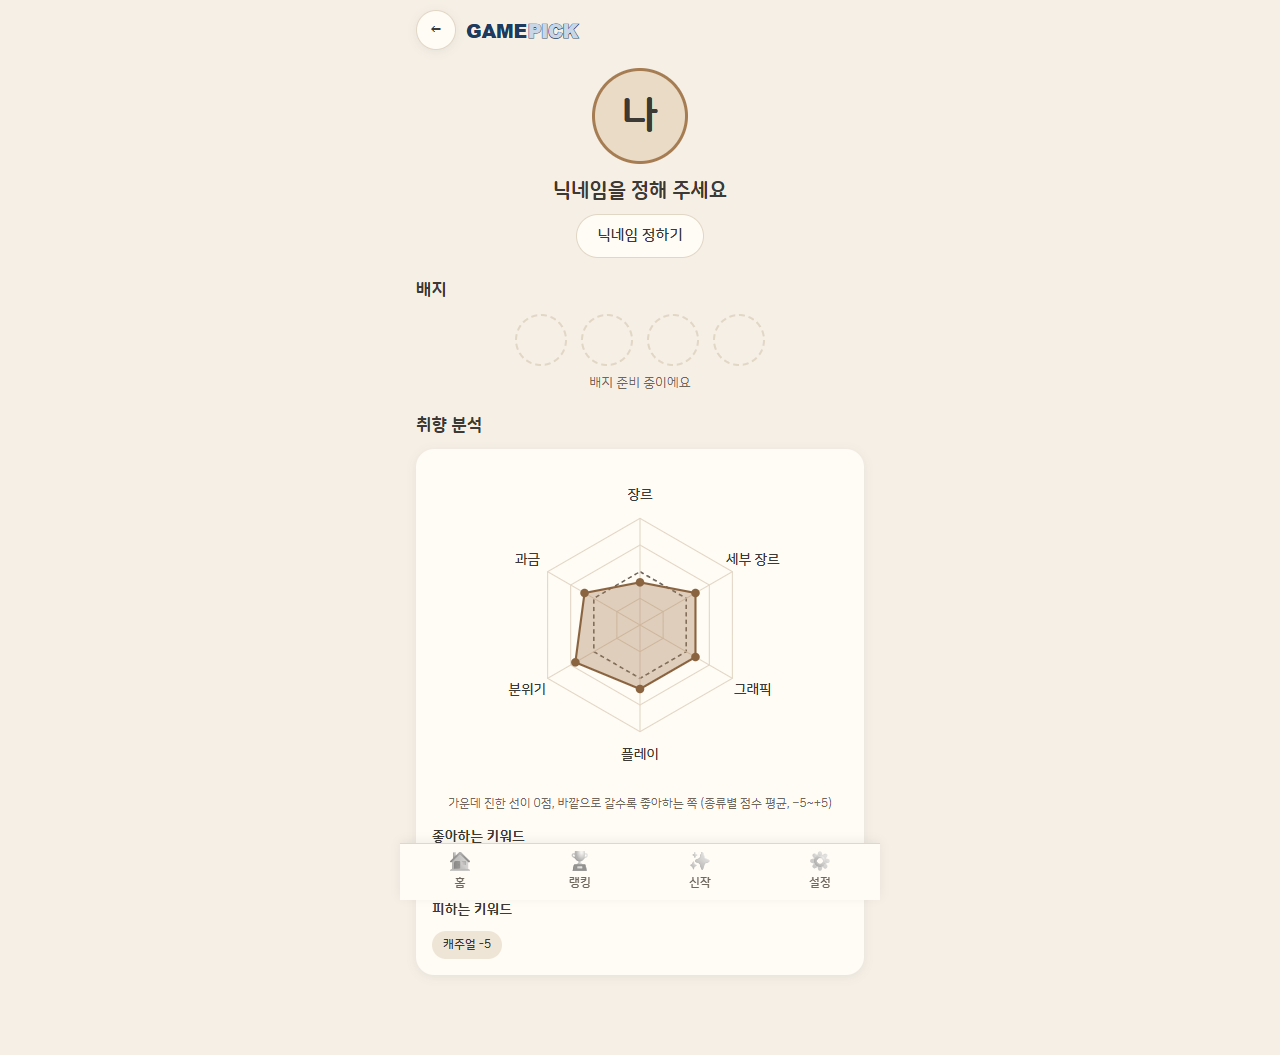 ←
GAMEPICK
나
닉네임을 정해 주세요
닉네임 정하기
배지
배지 준비 중이에요
취향 분석
장르
과금
세부 장르
분위기
그래픽
플레이
가운데 진한 선이 0점, 바깥으로 갈수록 좋아하는 쪽 (종류별 점수 평균, −5~+5)
좋아하는 키워드
홈
랭킹
신작
설정
피하는 키워드
캐주얼 -5